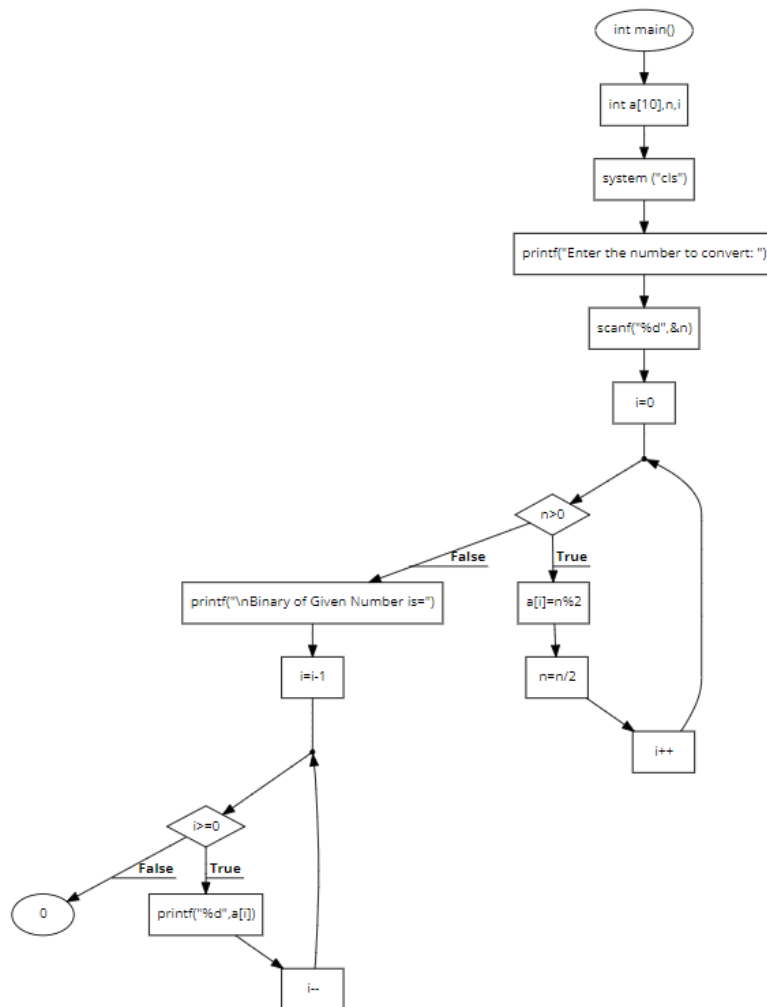 int main()
int a[10],n,i
system ("cls")
printf("Enter the number to convert: ")
scanf("%d",&n)
i=0
n>0
False
True
printf("\nBinary of Given Number is=")
a[i]=n%2
i=i-1
n=n/2
i++
i>=0
False
True
0
printf("%d",a[i])
i--